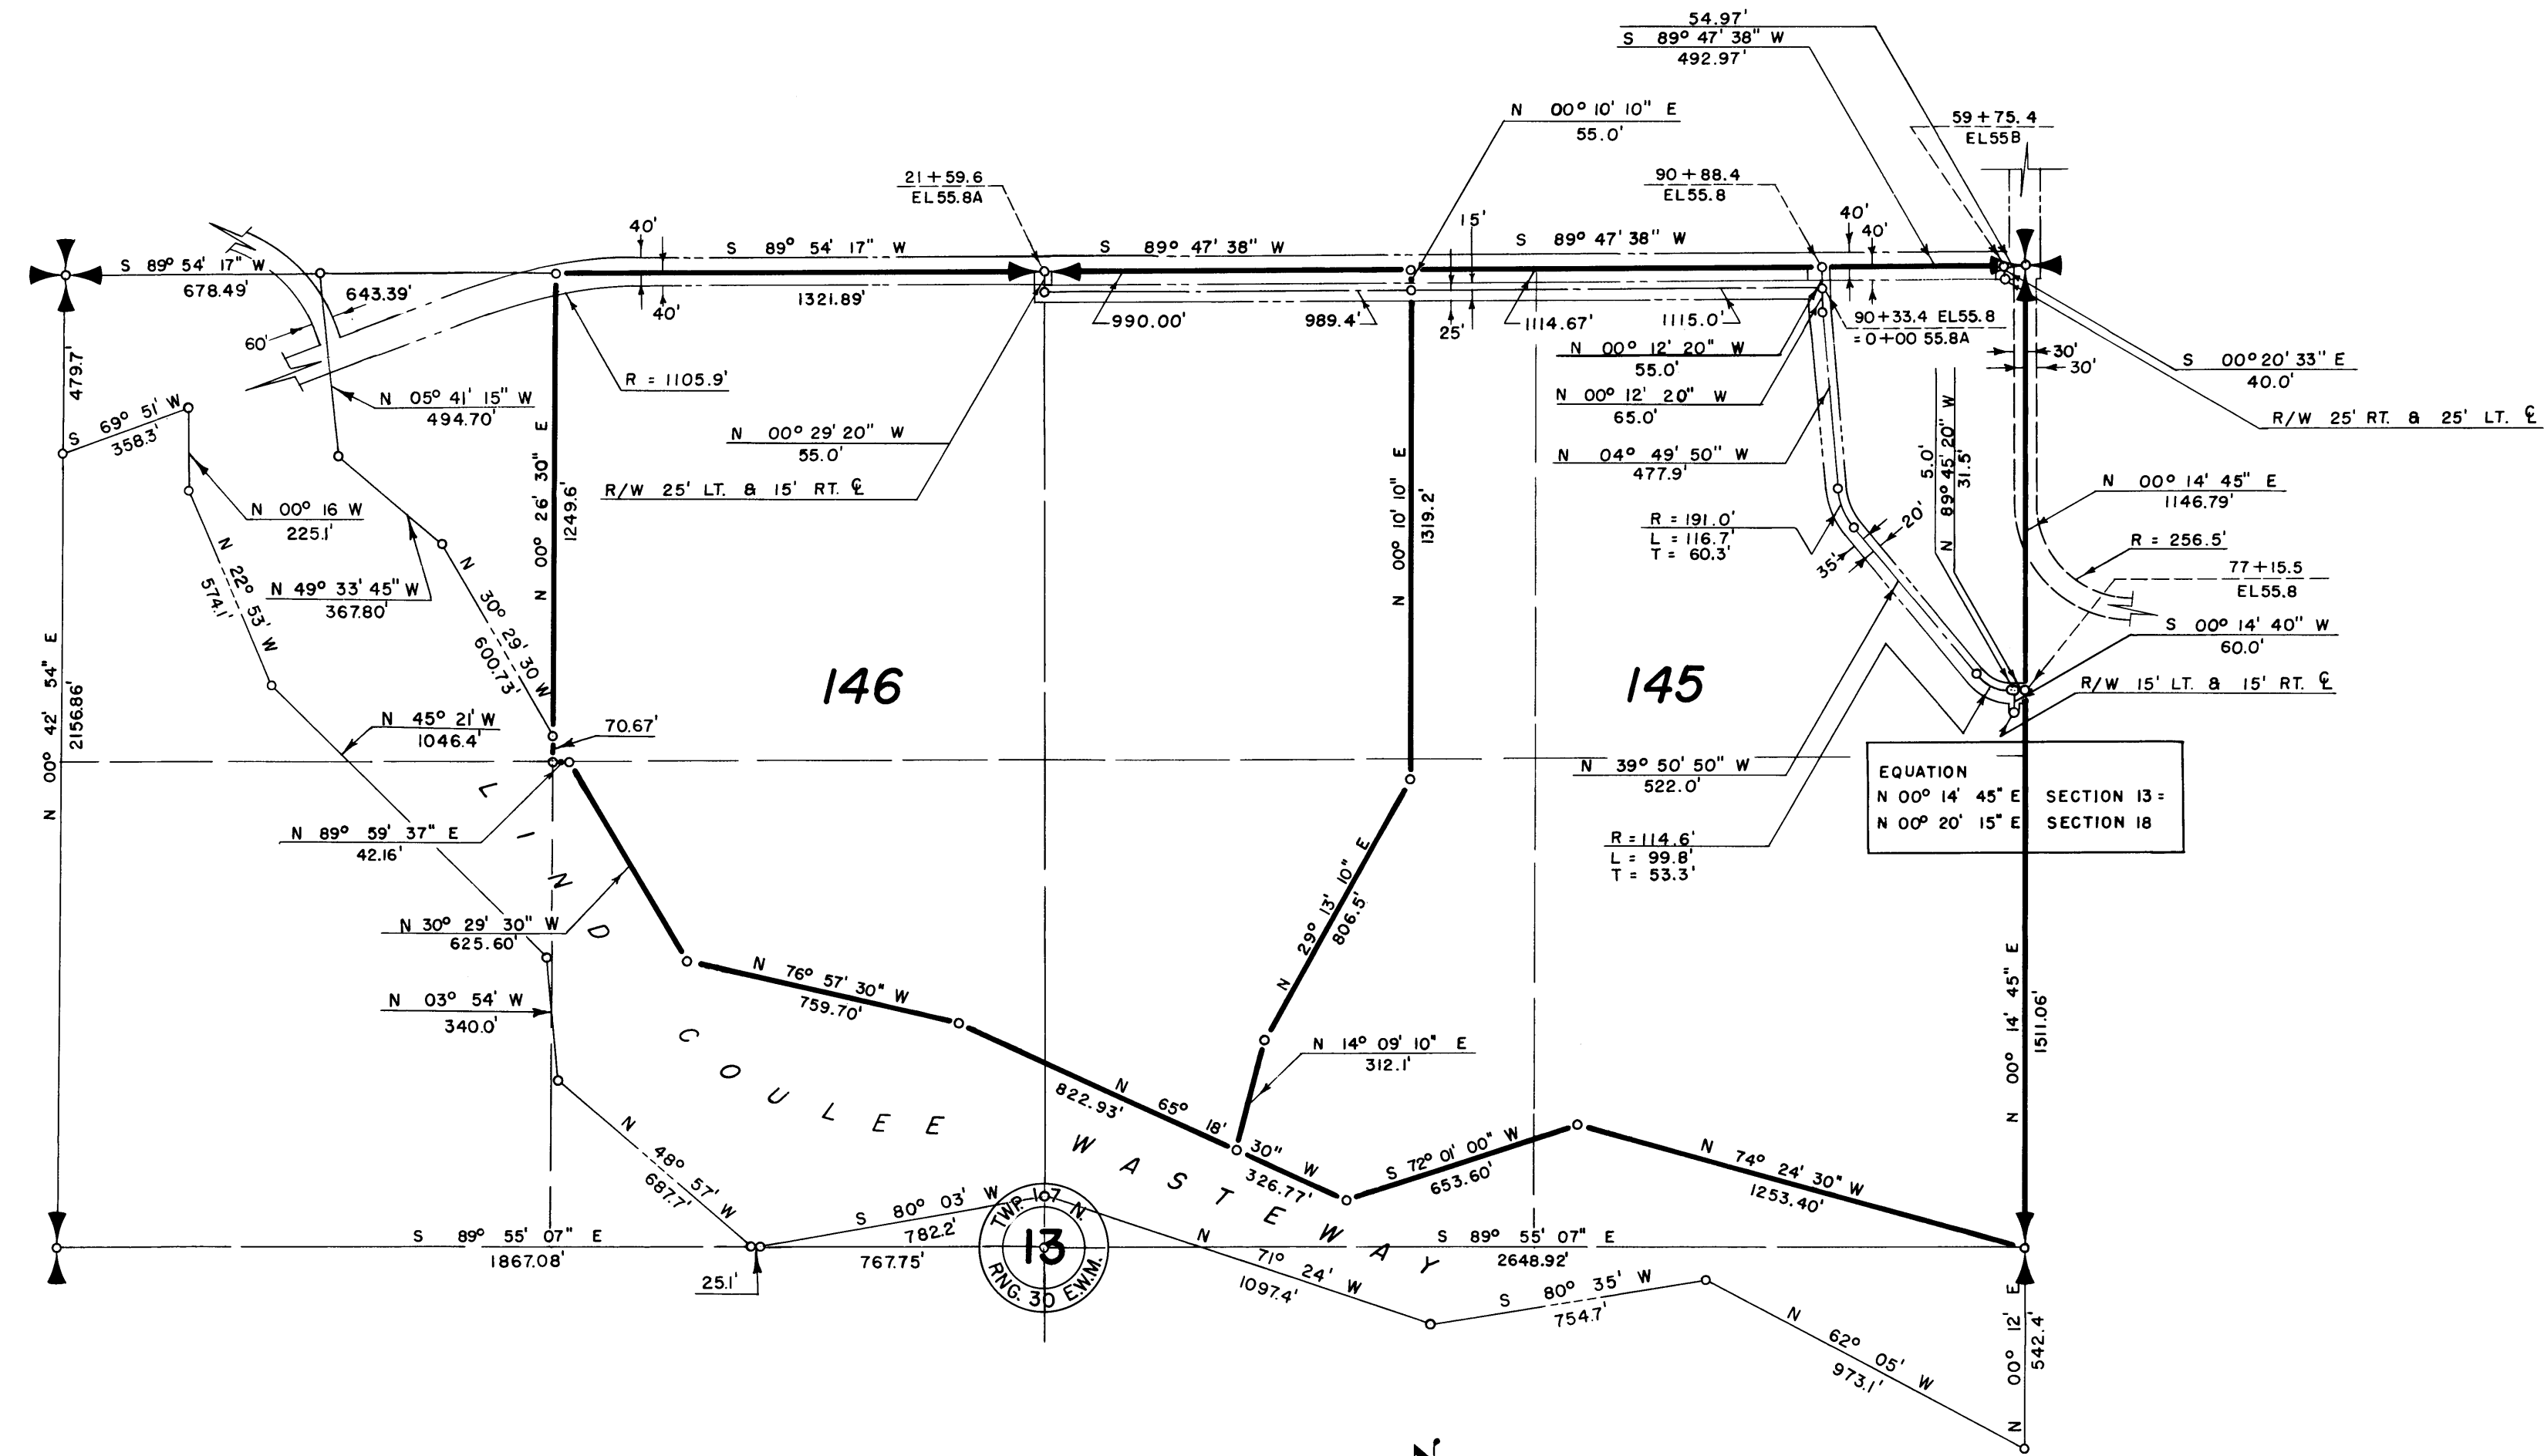 54.97'
S 89° 47' 38" W
492.97'
N 00° 10' 10" E
55.0'
59+75.4
EL55B
21+59.6
EL55.8A
90+88.4
EL55.8
40'
15'
40'
40'
S 89° 54' 17" W
S 89° 47' 38" W
S 89° 47' 38" W
S 89° 54' 17" W
678.49'
643.39'
40'
1321.89'
990.00'
989.4'
25'
1114.67'
1115.0'
90+33.4 EL55.8
= 0+00 55.8A
60'
479.7'
R = 1105.9'
N 00° 12' 20" W
55.0'
30'
30'
S 00° 20' 33" E
40.0'
N 05° 41' 15" W
494.70'
N 00° 12' 20" W
65.0'
R/W 25' RT. & 25' LT. ℄
S 69° 51' W
358.3'
N 00° 29' 20" W
55.0'
N 04° 49' 50" W
477.9'
5.0'
N 89° 45' 20" W
31.5'
R/W 25' LT. & 15' RT. ℄
N 00° 14' 45" E
1146.79'
N 00° 16 W
225.1'
N 00° 26' 30" E
1249.6'
N 00° 10' 10" E
1319.2'
R = 191.0'
L = 116.7'
T = 60.3'
20'
35'
R = 256.5'
N 22° 53' W
574.1'
N 49° 33' 45" W
367.80'
N 30° 29' 30 W
600.73'
77+15.5
EL55.8
S 00° 14' 40" W
60.0'
146
145
R/W 15' LT. & 15' RT. ℄
N 00° 42' 54" E
2156.86'
N 45° 21' W
1046.4'
70.67'
N 39° 50' 50" W
522.0'
EQUATION
N 00° 14' 45" E SECTION 13 =
N 00° 20' 15" E SECTION 18
N 89° 59' 37" E
42.16'
R = 114.6'
L = 99.8'
T = 53.3'
N 30° 29' 30" W
625.60'
N 29° 13' 10" E
806.5'
N 76° 57' 30" W
759.70'
N 03° 54' W
340.0'
N 14° 09' 10" E
312.1'
N 00° 14' 45" E
1511.06'
LIND COULEE WASTEWAY
N 65° 18' 30" W
822.93'
326.77'
S 72° 01' 00" W
653.60'
N 74° 24' 30" W
1253.40'
N 48° 57' W
687.7'
S 80° 03' W
782.2'
TWP. 17 N.
13
RNG. 30 E.W.M.
S 89° 55' 07" E
1867.08'
25.1'
767.75'
S 89° 55' 07" E
2648.92'
N 71° 24' W
1097.4'
S 80° 35' W
754.7'
N 62° 05' W
973.1'
N 00° 12' E
542.4'